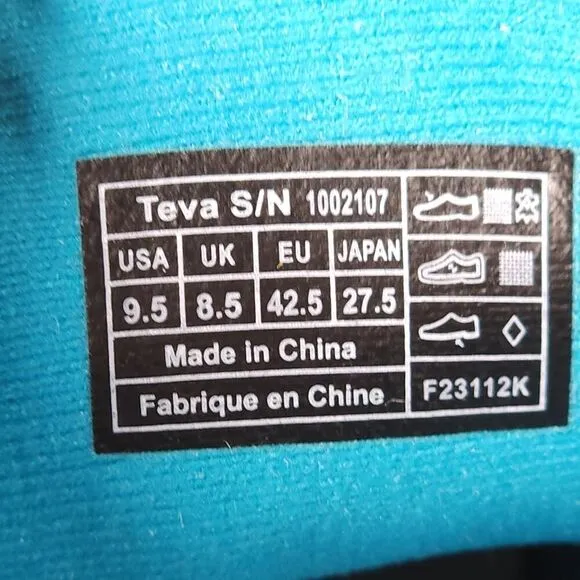 Teva S/N 1002107
USA UK EU JAPAN
9.5 8.5 42.5 27.5
Made in China
Fabrique en Chine
F23112K